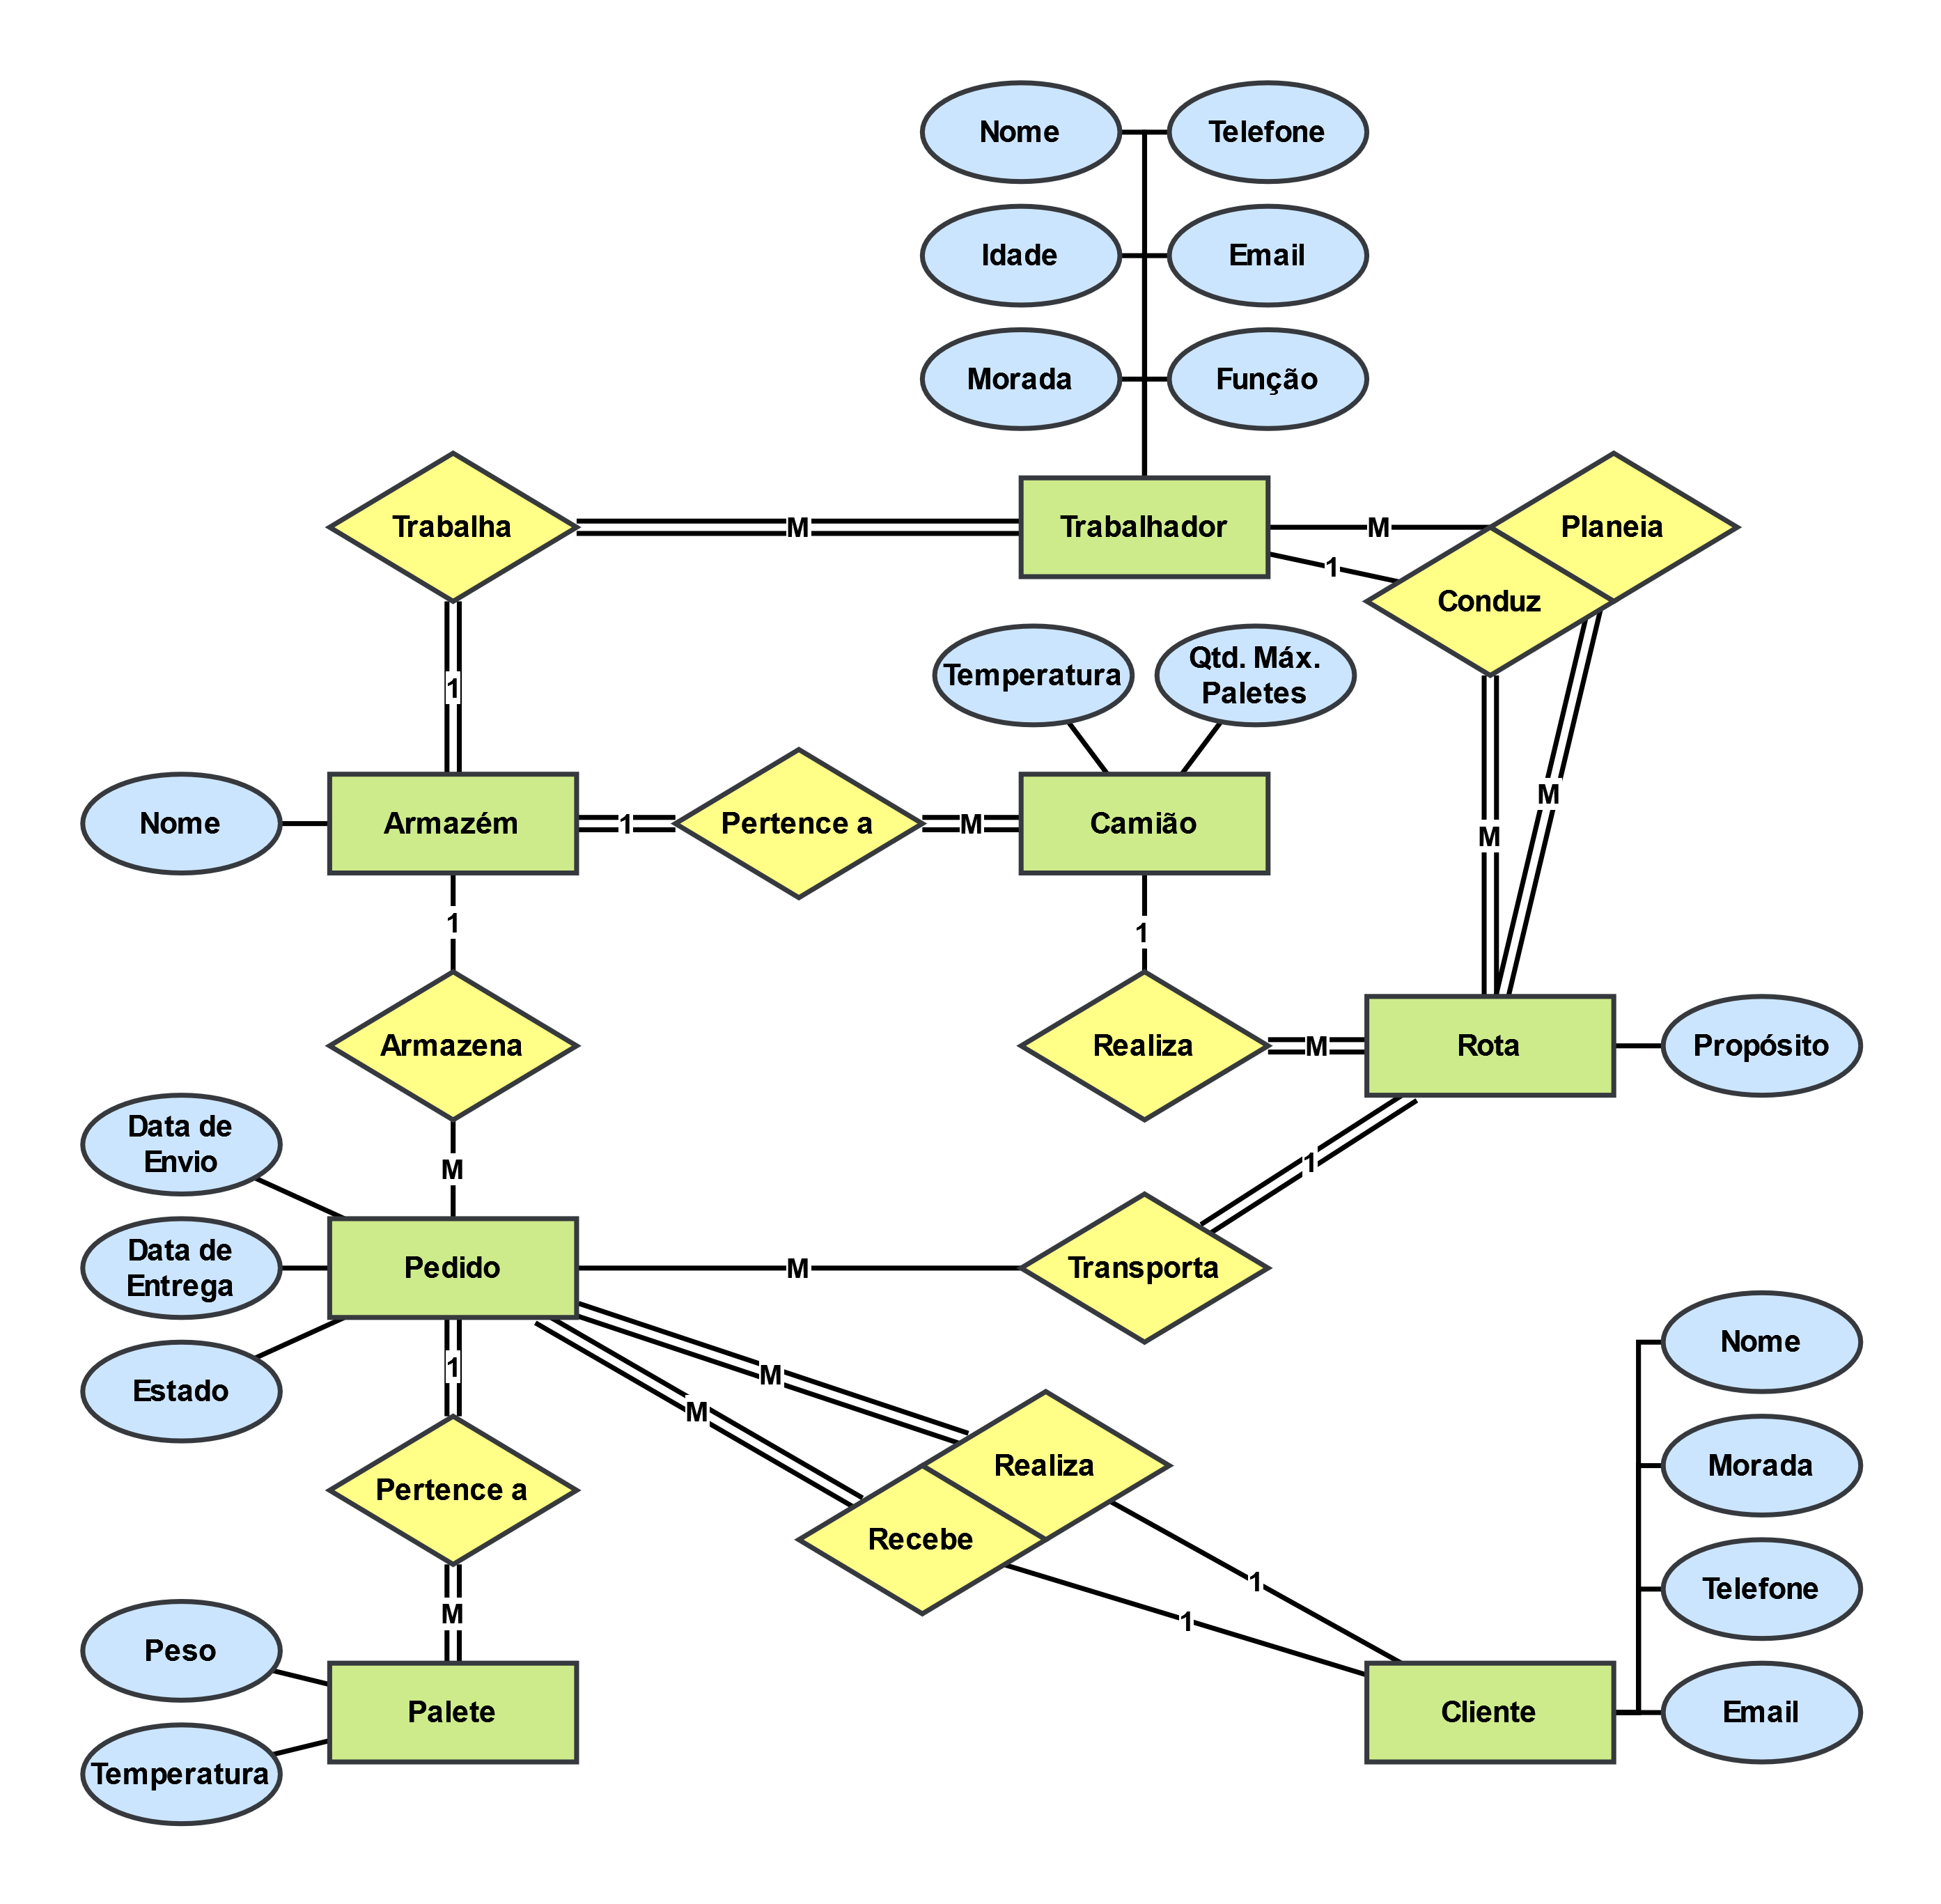 Nome
Telefone
Idade
Email
Morada
Função
Trabalha
M
Trabalhador
M
Planeia
1
Conduz
Temperatura
Qtd. Máx.
Paletes
1
Nome
Armazém
1
Pertence a
M
Camião
M
M
1
1
Armazena
Realiza
M
Rota
Propósito
Data de
Envio
M
1
Data de
Entrega
Pedido
M
Transporta
Estado
1
M
M
Nome
Realiza
Morada
Pertence a
Recebe
1
1
Telefone
M
Peso
Palete
Cliente
Email
Temperatura